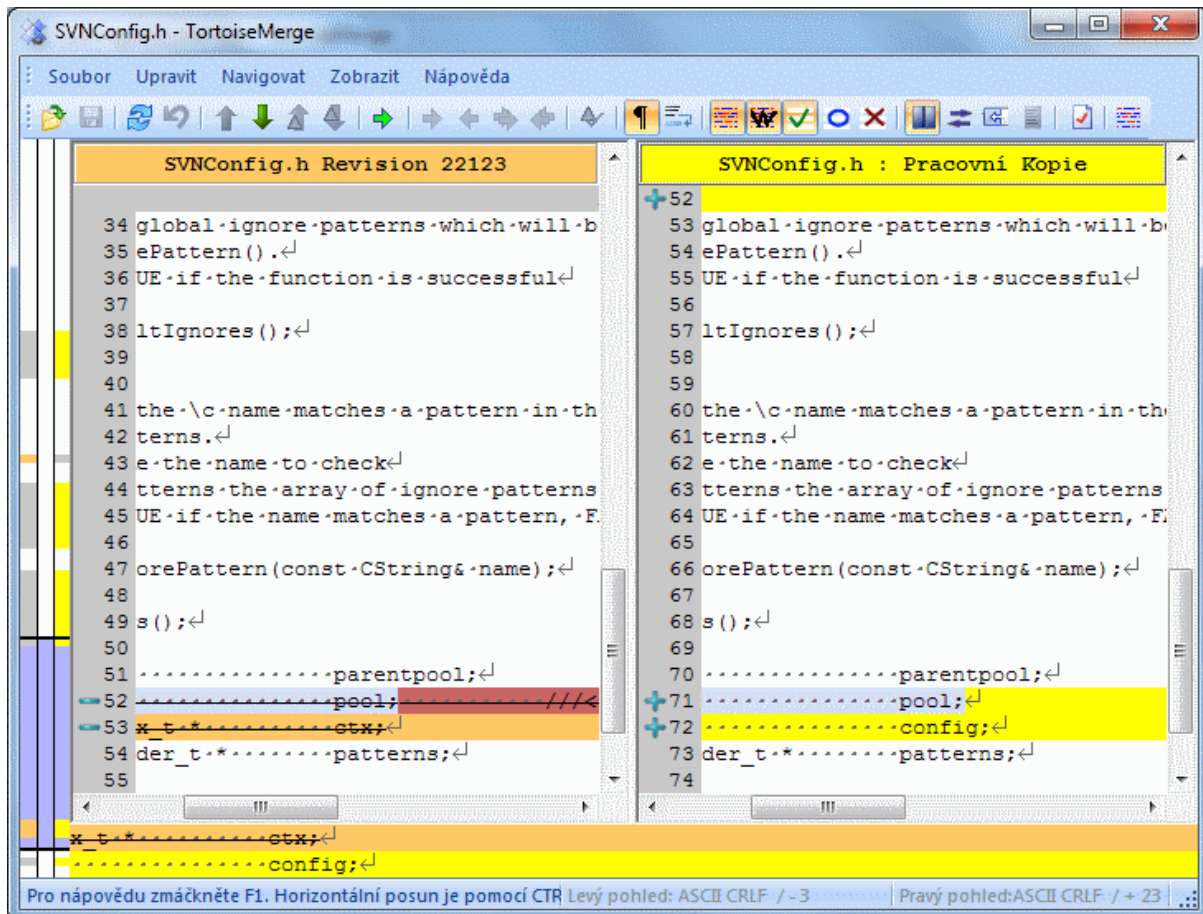 SVNConfig.h - TortoiseMerge
Soubor Upravit Navigovat Zobrazit Nápověda
SVNConfig.h Revision 22123
34 global·ignore·patterns·which·will·b
35 ePattern().↲
36 UE·if·the·function·is·successful↲
37
38 ltIgnores();↲
39
40
41 the·\c·name·matches·a·pattern·in·th
42 terns.↲
43 e·the·name·to·check↲
44 tterns·the·array·of·ignore·patterns
45 UE·if·the·name·matches·a·pattern,·F
46
47 orePattern(const·CString&·name);↲
48
49 s();↲
50
51 ···············parentpool;↲
52 ···············pool;···········///<
53 x_t·*··········ctx;↲
54 der_t·*········patterns;↲
55
SVNConfig.h : Pracovní Kopie
52
53 global·ignore·patterns·which·will·b
54 ePattern().↲
55 UE·if·the·function·is·successful↲
56
57 ltIgnores();↲
58
59
60 the·\c·name·matches·a·pattern·in·the
61 terns.↲
62 e·the·name·to·check↲
63 tterns·the·array·of·ignore·patterns
64 UE·if·the·name·matches·a·pattern,·F
65
66 orePattern(const·CString&·name);↲
67
68 s();↲
69
70 ···············parentpool;↲
71 ···············pool;↲
72 ···············config;↲
73 der_t·*········patterns;↲
74
x_t·*··········ctx;↲
···············config;↲
Pro nápovědu zmáčkněte F1. Horizontální posun je pomocí CTR Levý pohled: ASCII CRLF / - 3 Pravý pohled:ASCII CRLF / + 23